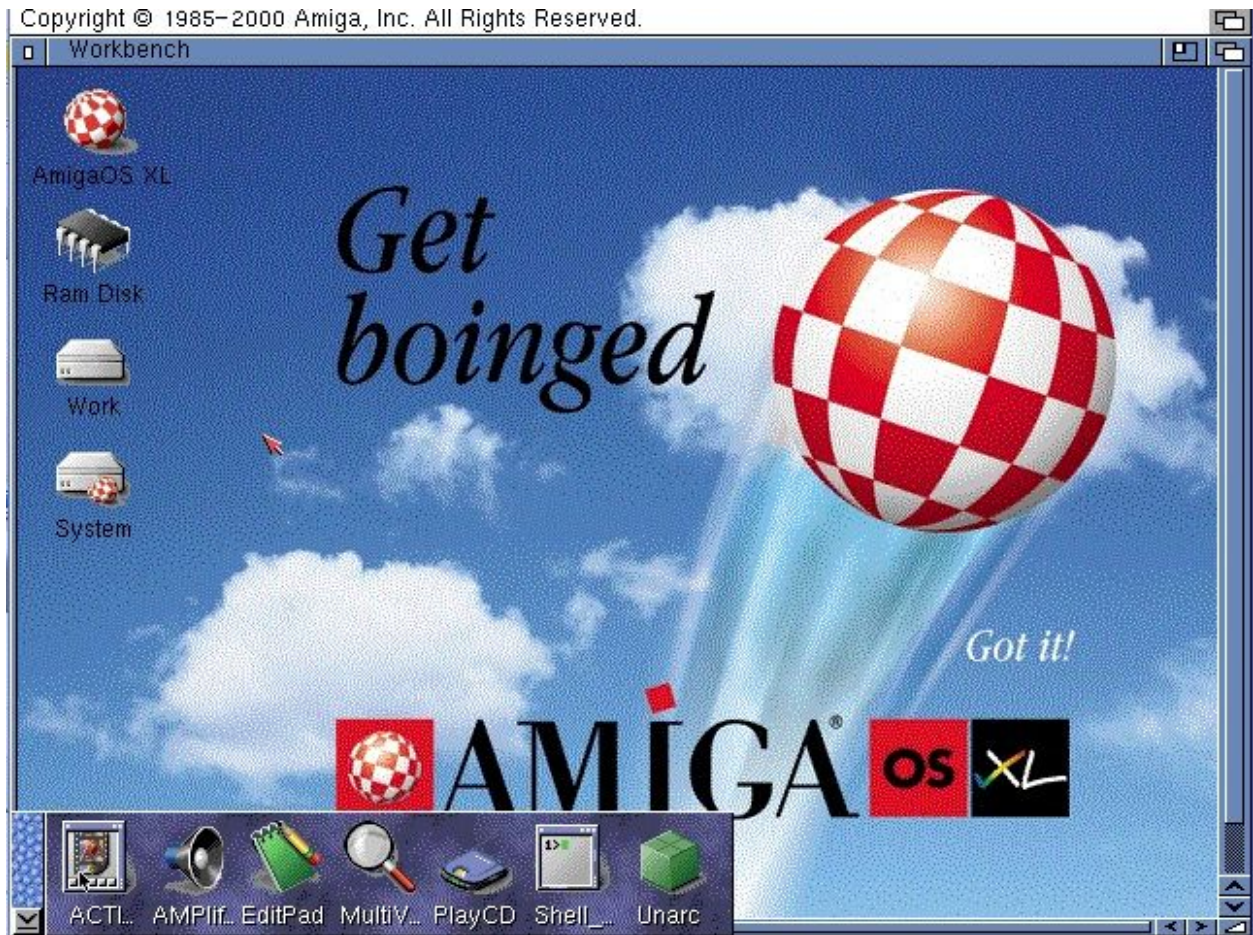 Copyright © 1985-2000 Amiga, Inc. All Rights Reserved.
Workbench
AmigaOS XL
Ram Disk
Work
System
Get
boinged
Got it!
AMIGA® OS XL
1>
ACTI... AMPlif... EditPad MultiV... PlayCD Shell_... Unarc